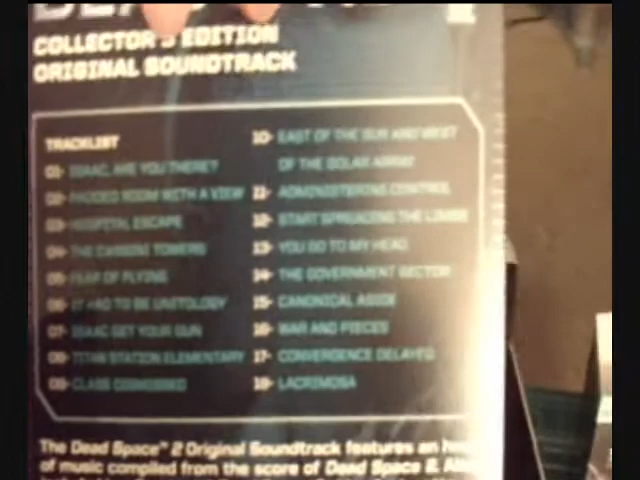 COLLECTOR'S EDITION
ORIGINAL SOUNDTRACK
TRACKLIST
01- ISAAC, ARE YOU THERE?
02- PADDED ROOM WITH A VIEW
03- HOSPITAL ESCAPE
04- THE CASSINI TOWERS
05- FEAR OF FLYING
06- IT HAD TO BE UNITOLOGY
07- ISAAC GET YOUR GUN
08- TITAN STATION ELEMENTARY
09- CLASS
10- EAST OF THE SUN AND WEST
OF THE SOLAR ARRAY
11- ADMINISTERING CONTROL
12- START SPREADING THE LIMBS
13- YOU GO TO MY HEAD
14- THE GOVERNMENT SECTOR
15- CANONICAL ASIDE
16- WAR AND PIECES
17- CONVERGENCE DELAYED
18- LACRIMOSA
The Dead Space™ 2 Original Soundtrack features an
of music compiled from the score of Dead Space 2.